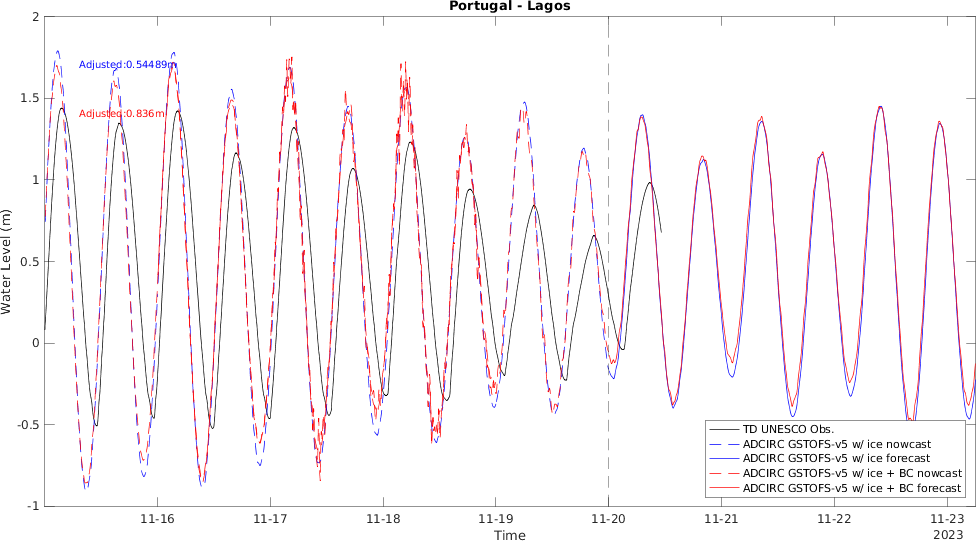 Portugal - Lagos
2
1.5
1
0.5
0
-0.5
-1
Water Level (m)
Adjusted:0.54489m
Adjusted:0.836m
TD UNESCO Obs.
ADCIRC GSTOFS-v5 w/ ice nowcast
ADCIRC GSTOFS-v5 w/ ice forecast
ADCIRC GSTOFS-v5 w/ ice + BC nowcast
ADCIRC GSTOFS-v5 w/ ice + BC forecast
11-16 11-17 11-18 11-19 11-20 11-21 11-22 11-23
Time
2023